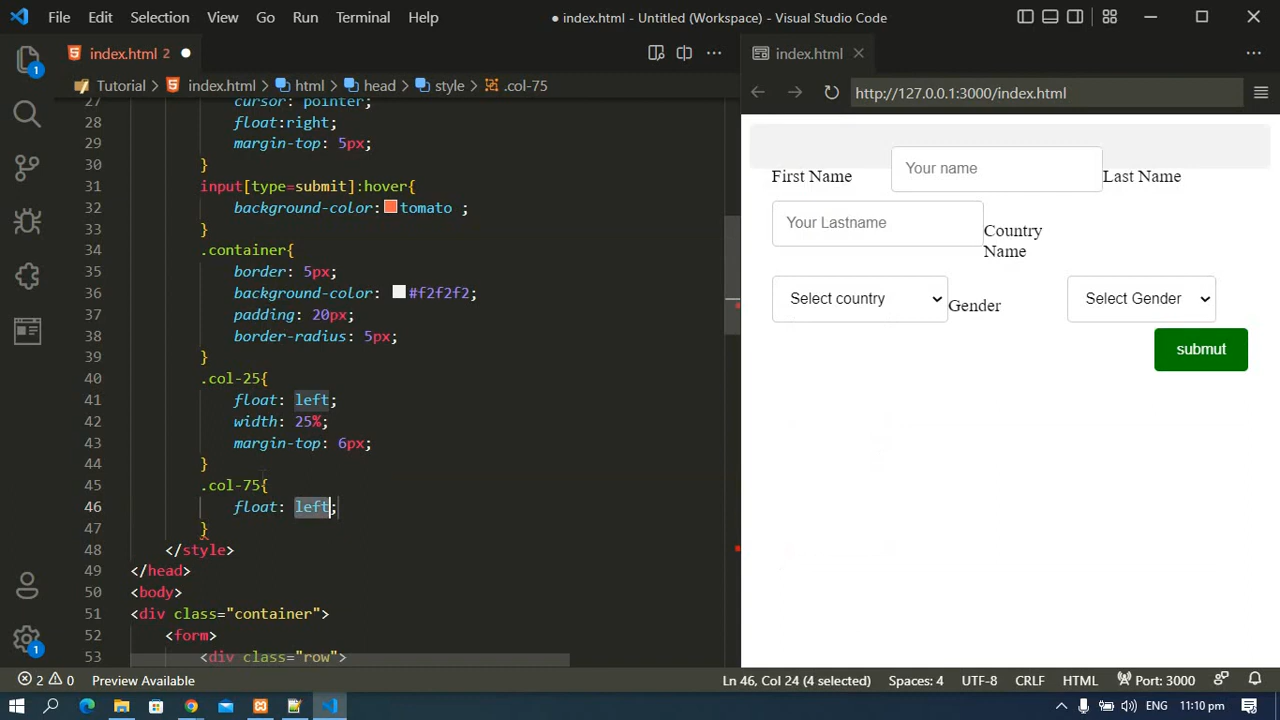 File Edit Selection View Go Run Terminal Help
● index.html - Untitled (Workspace) - Visual Studio Code
index.html 2 ●
index.html
Tutorial > index.html > html > head > style > .col-75
http://127.0.0.1:3000/index.html
27 cursor: pointer;
28 float:right;
29 margin-top: 5px;
30 }
31 input[type=submit]:hover{
32 background-color: tomato ;
33 }
34 .container{
35 border: 5px;
36 background-color: #f2f2f2;
37 padding: 20px;
38 border-radius: 5px;
39 }
40 .col-25{
41 float: left;
42 width: 25%;
43 margin-top: 6px;
44 }
45 .col-75{
46 float: left;
47 }
48 </style>
49 </head>
50 <body>
51 <div class="container">
52 <form>
53 <div class="row">
First Name Your name Last Name
Your Lastname Country
Name
Select country Gender Select Gender
submut
1
1
2 0 Preview Available Ln 46, Col 24 (4 selected) Spaces: 4 UTF-8 CRLF HTML Port: 3000
ENG 11:10 pm